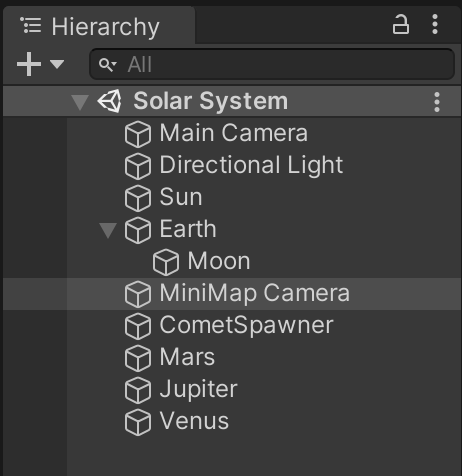 Hierarchy
All
Solar System
Main Camera
Directional Light
Sun
Earth
Moon
MiniMap Camera
CometSpawner
Mars
Jupiter
Venus